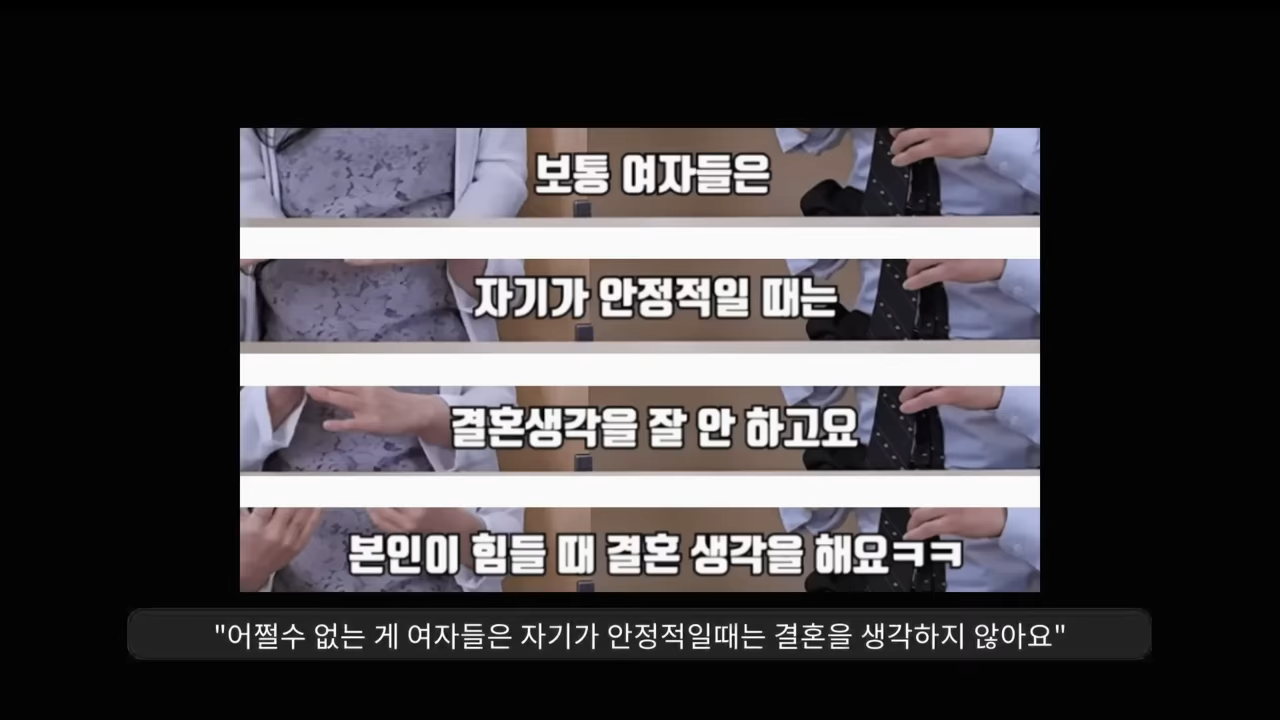 보통 여자들은
자기가 안정적일 때는
결혼생각을 잘 안 하고요
본인이 힘들 때 결혼 생각을 해요ㅋㅋ
"어쩔수 없는 게 여자들은 자기가 안정적일때는 결혼을 생각하지 않아요"